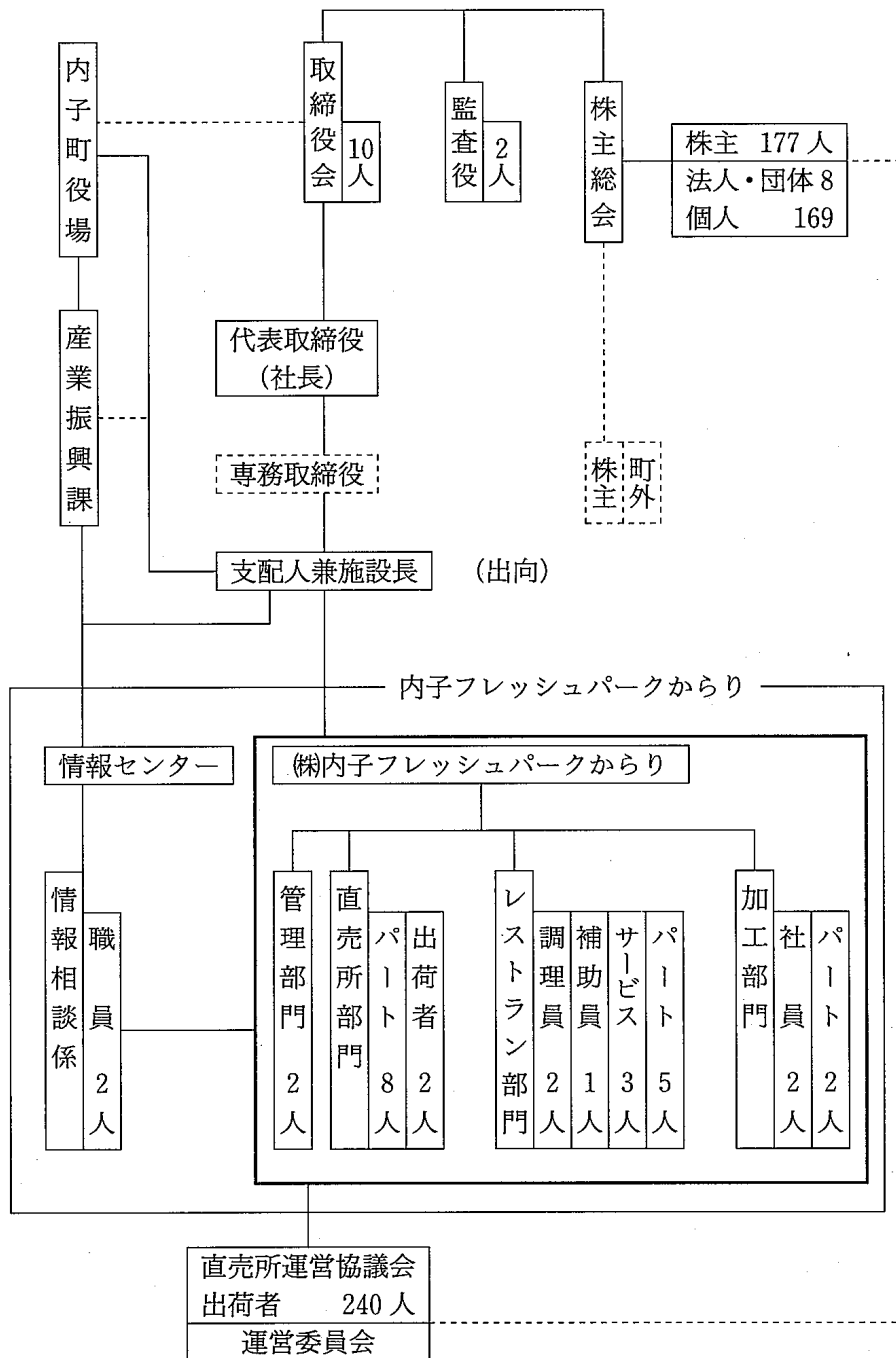 内子町役場
取締役会
10人
監査役
2人
株主総会
株主 177人
法人・団体 8
個人 169
産業振興課
代表取締役
(社長)
専務取締役
株主
町外
支配人兼施設長
(出向)
内子フレッシュパークからり
情報センター
㈱内子フレッシュパークからり
情報相談係
職員 2人
管理部門 2人
直売所部門
パート 8人
出荷者 2人
レストラン部門
調理員 2人
補助員 1人
サービス 3人
パート 5人
加工部門
社員 2人
パート 2人
直売所運営協議会
出荷者 240人
運営委員会